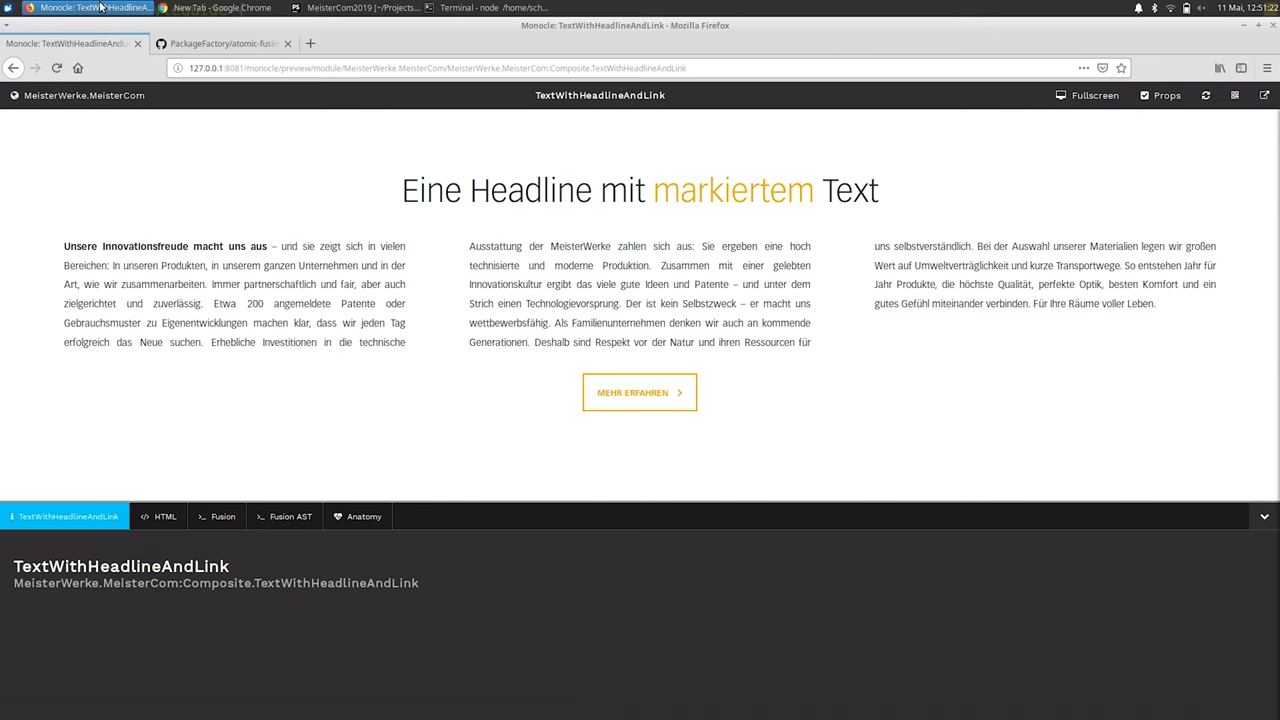 Monocle: TextWithHeadlineA...
New Tab - Google Chrome
MeisterCom2019 [~/Projects...
Terminal - node /home/sch...
11 Mai, 12:51:22
Monocle: TextWithHeadlineAndLink - Mozilla Firefox
Monocle: TextWithHeadlineAndL
PackageFactory/atomic-fusio
127.0.0.1:8081/monocle/preview/module/MeisterWerke.MeisterCom/MeisterWerke.MeisterCom:Composite.TextWithHeadlineAndLink
MeisterWerke.MeisterCom
TextWithHeadlineAndLink
Fullscreen
Props
Eine Headline mit markiertem Text
Unsere Innovationsfreude macht uns aus – und sie zeigt sich in vielen
Bereichen: In unseren Produkten, in unserem ganzen Unternehmen und in der
Art, wie wir zusammenarbeiten. Immer partnerschaftlich und fair, aber auch
zielgerichtet und zuverlässig. Etwa 200 angemeldete Patente oder
Gebrauchsmuster zu Eigenentwicklungen machen klar, dass wir jeden Tag
erfolgreich das Neue suchen. Erhebliche Investitionen in die technische
Ausstattung der MeisterWerke zahlen sich aus: Sie ergeben eine hoch
technisierte und moderne Produktion. Zusammen mit einer gelebten
Innovationskultur ergibt das viele gute Ideen und Patente – und unter dem
Strich einen Technologievorsprung. Der ist kein Selbstzweck – er macht uns
wettbewerbsfähig. Als Familienunternehmen denken wir auch an kommende
Generationen. Deshalb sind Respekt vor der Natur und ihren Ressourcen für
uns selbstverständlich. Bei der Auswahl unserer Materialien legen wir großen
Wert auf Umweltverträglichkeit und kurze Transportwege. So entstehen Jahr für
Jahr Produkte, die höchste Qualität, perfekte Optik, besten Komfort und ein
gutes Gefühl miteinander verbinden. Für Ihre Räume voller Leben.
MEHR ERFAHREN
TextWithHeadlineAndLink
HTML
Fusion
Fusion AST
Anatomy
TextWithHeadlineAndLink
MeisterWerke.MeisterCom:Composite.TextWithHeadlineAndLink